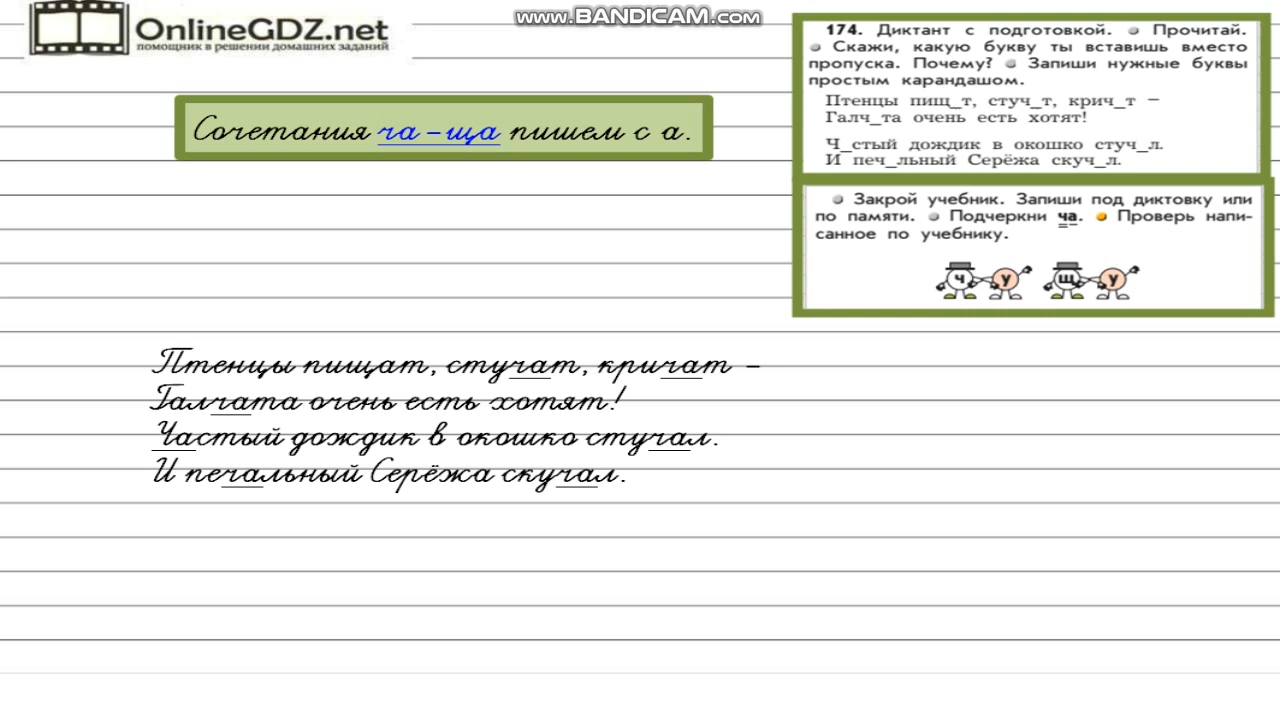 www.BANDICAM.com
OnlineGDZ.net
помощник в решении домашних заданий
174. Диктант с подготовкой. Прочитай.
Скажи, какую букву ты вставишь вместо
пропуска. Почему? Запиши нужные буквы
простым карандашом.
Птенцы пищ_т, стуч_т, крич_т –
Галч_та очень есть хотят!
Ч_стый дождик в окошко стуч_л.
И печ_льный Серёжа скуч_л.
Закрой учебник. Запиши под диктовку или
по памяти. Подчеркни ча. Проверь напи-
санное по учебнику.
ч у щ у
Сочетания ча – ща пишем с а.
Птенцы пищат, стучат, кричат –
Галчата очень есть хотят!
Частый дождик в окошко стучал.
И печальный Серёжа скучал.